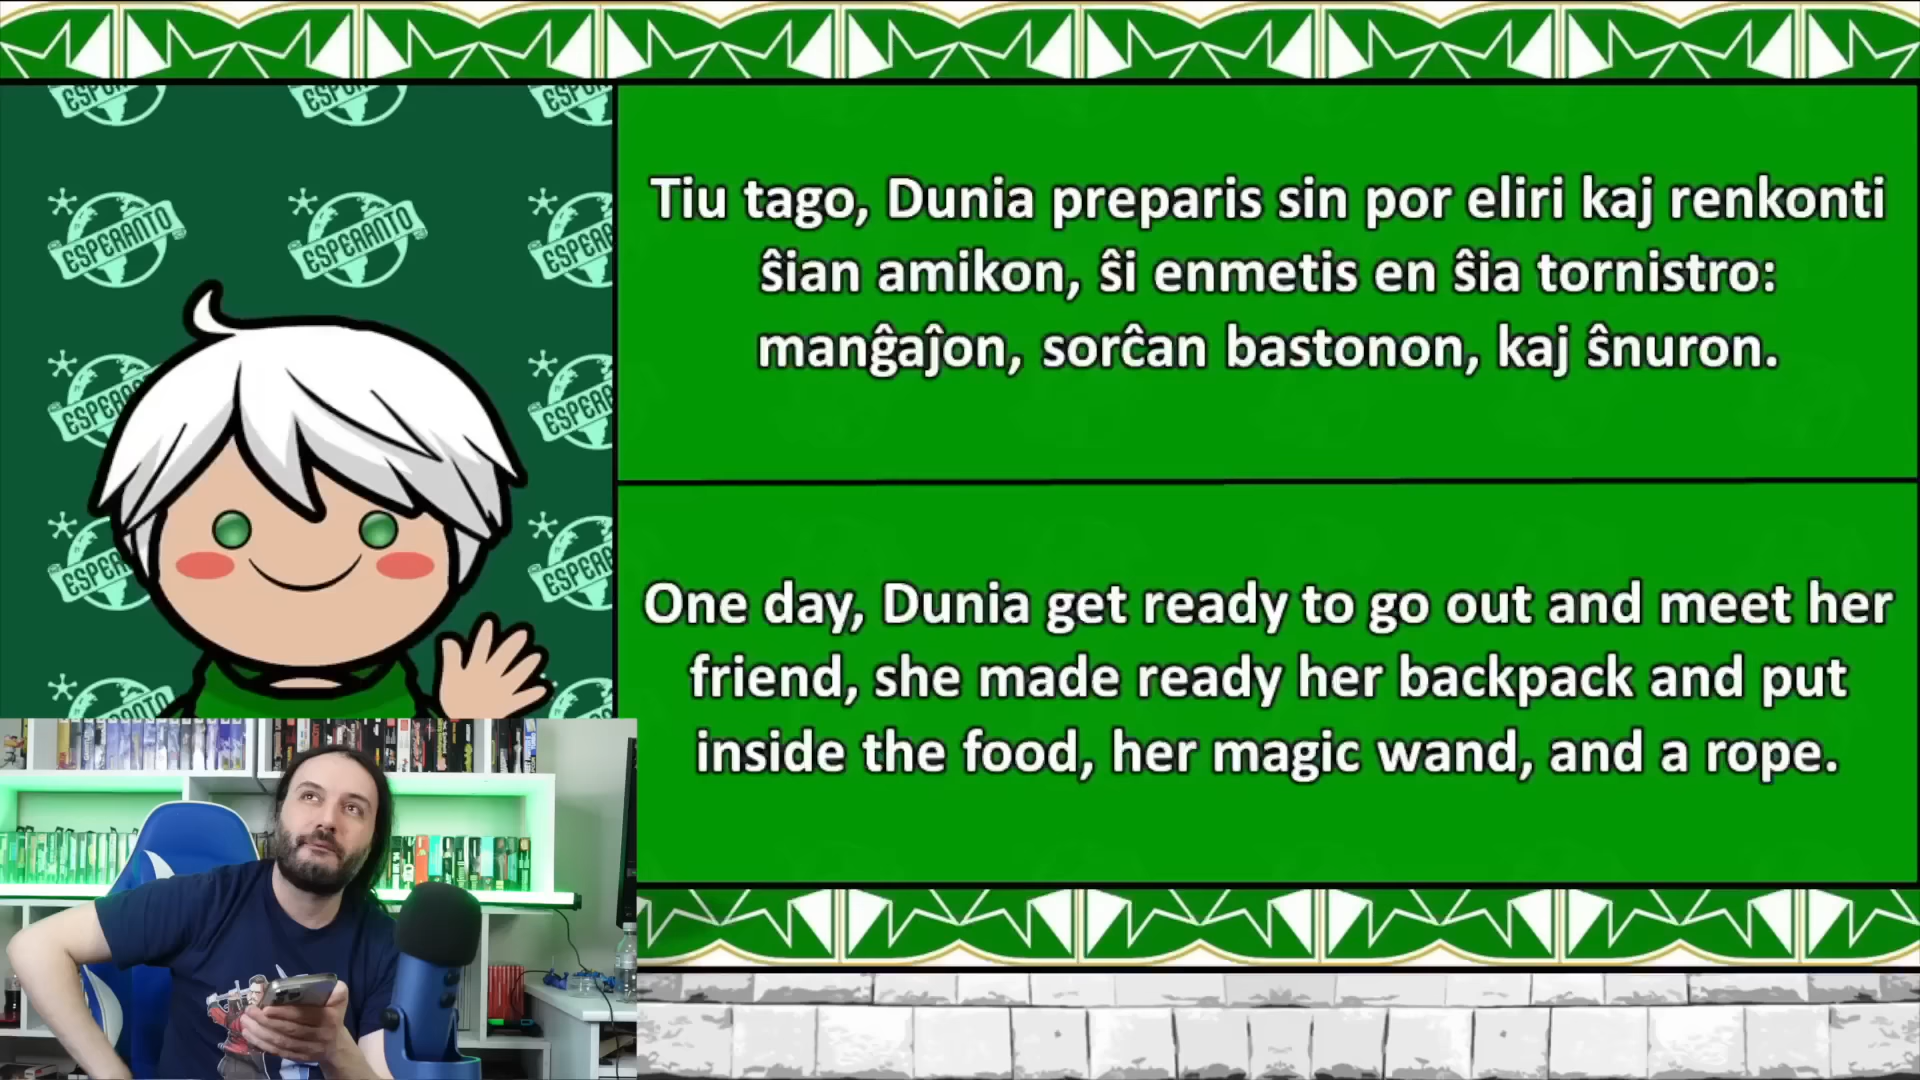 ESPERANTO
ESPERANTO
Tiu tago, Dunia preparis sin por eliri kaj renkonti
ŝian amikon, ŝi enmetis en ŝia tornistro:
manĝaĵon, sorĉan bastonon, kaj ŝnuron.
One day, Dunia get ready to go out and meet her
friend, she made ready her backpack and put
inside the food, her magic wand, and a rope.